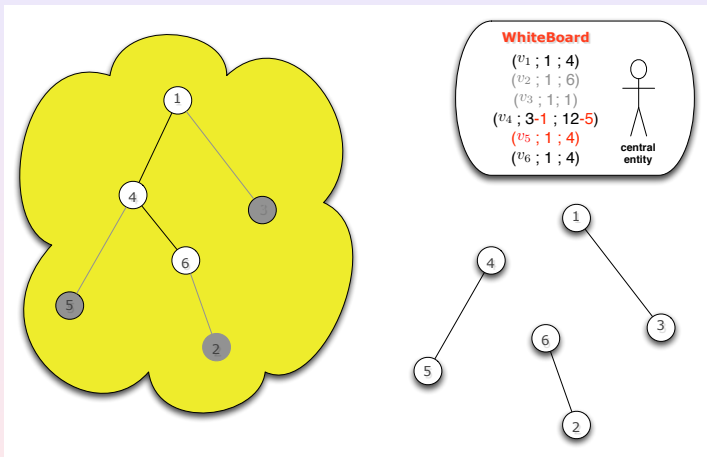 WhiteBoard
(v₁ ; 1 ; 4)
(v₂ ; 1 ; 6)
(v₃ ; 1; 1)
(v₄ ; 3-1 ; 12-5)
(v₅ ; 1 ; 4)
(v₆ ; 1 ; 4)
central
entity
1
4
3
6
5
2
1
4
3
6
5
2